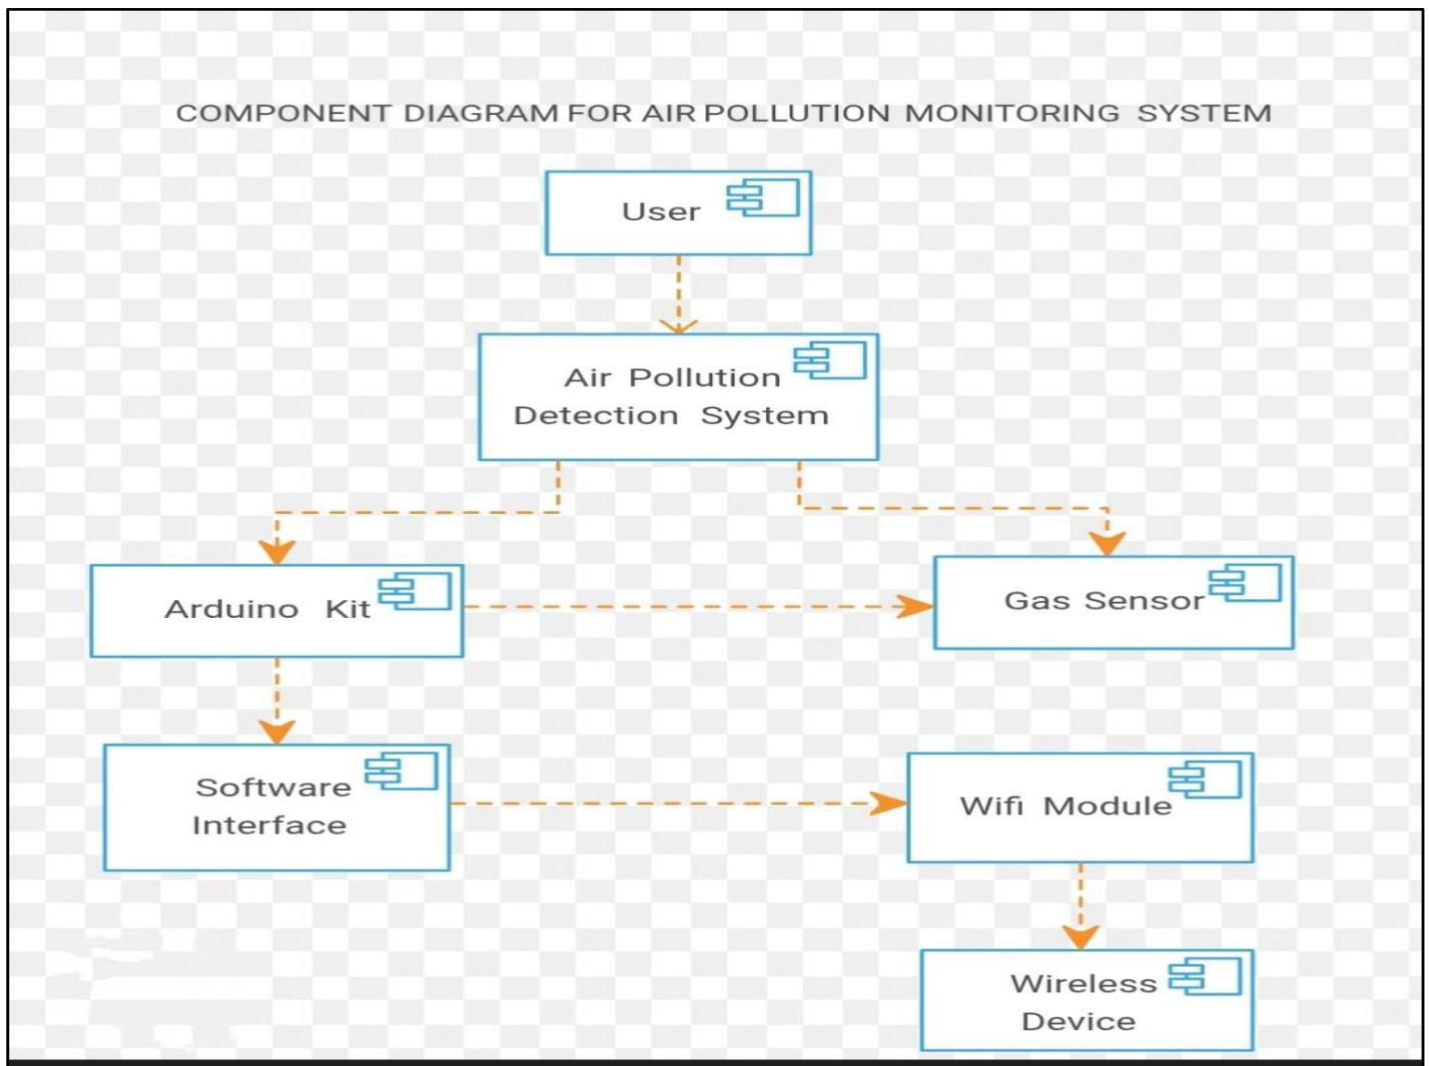 COMPONENT DIAGRAM FOR AIR POLLUTION MONITORING SYSTEM
User
Air Pollution
Detection System
Arduino Kit
Gas Sensor
Software
Interface
Wifi Module
Wireless
Device